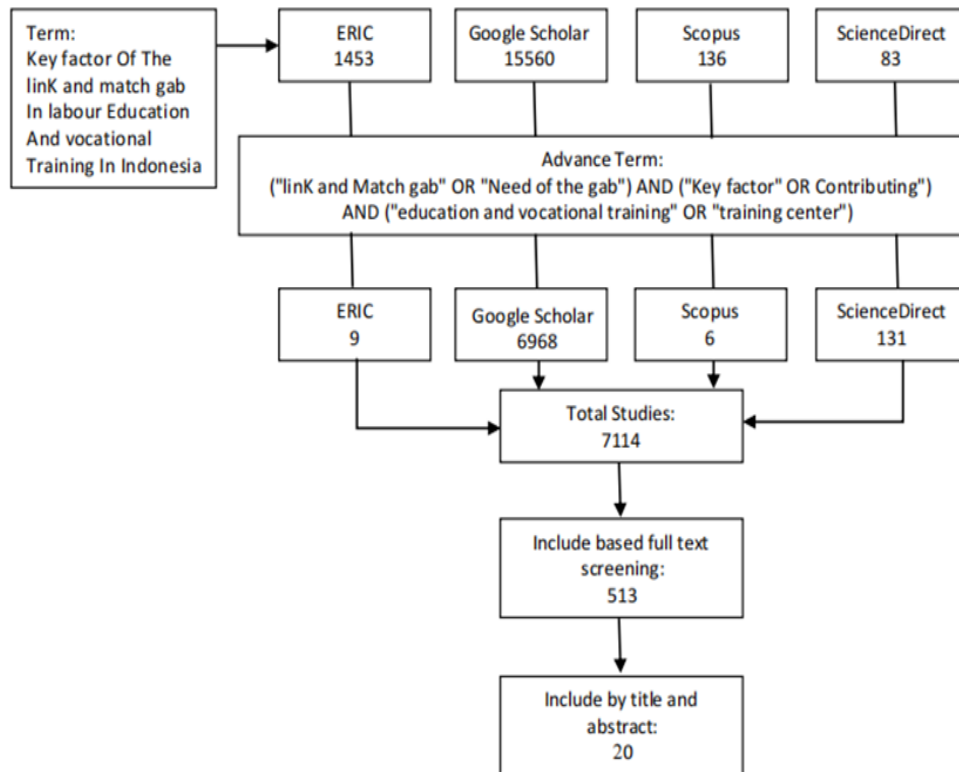 Term:
Key factor Of The
linK and match gab
In labour Education
And vocational
Training In Indonesia
ERIC
1453
Google Scholar
15560
Scopus
136
ScienceDirect
83
Advance Term:
("linK and Match gab" OR "Need of the gab") AND ("Key factor" OR Contributing")
AND ("education and vocational training" OR "training center")
ERIC
9
Google Scholar
6968
Scopus
6
ScienceDirect
131
Total Studies:
7114
Include based full text
screening:
513
Include by title and
abstract:
20